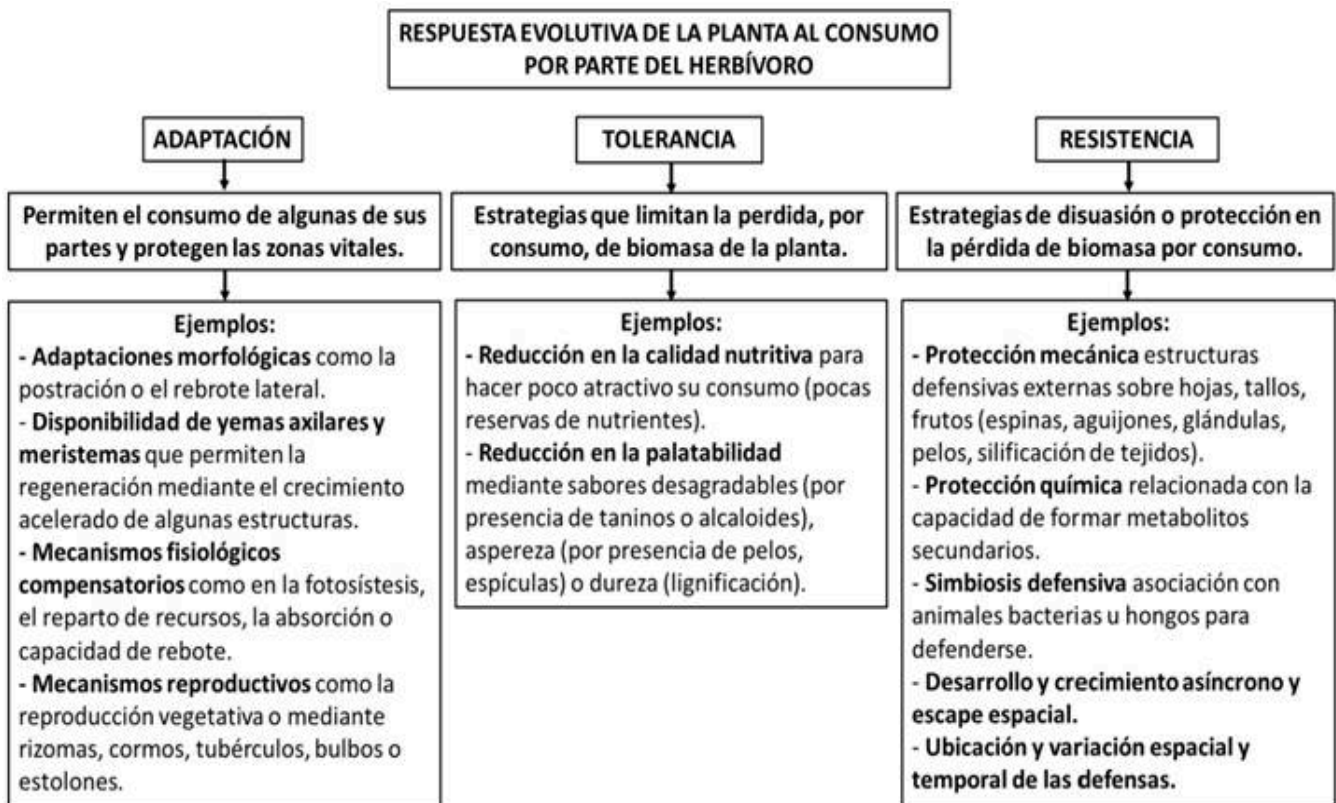 RESPUESTA EVOLUTIVA DE LA PLANTA AL CONSUMO
POR PARTE DEL HERBÍVORO
ADAPTACIÓN
Permiten el consumo de algunas de sus
partes y protegen las zonas vitales.
Ejemplos:
- Adaptaciones morfológicas como la
postración o el rebrote lateral.
- Disponibilidad de yemas axilares y
meristemas que permiten la
regeneración mediante el crecimiento
acelerado de algunas estructuras.
- Mecanismos fisiológicos
compensatorios como en la fotosístesis,
el reparto de recursos, la absorción o
capacidad de rebote.
- Mecanismos reproductivos como la
reproducción vegetativa o mediante
rizomas, cormos, tubérculos, bulbos o
estolones.
TOLERANCIA
Estrategias que limitan la perdida, por
consumo, de biomasa de la planta.
Ejemplos:
- Reducción en la calidad nutritiva para
hacer poco atractivo su consumo (pocas
reservas de nutrientes).
- Reducción en la palatabilidad
mediante sabores desagradables (por
presencia de taninos o alcaloides),
aspereza (por presencia de pelos,
espículas) o dureza (lignificación).
RESISTENCIA
Estrategias de disuasión o protección en
la pérdida de biomasa por consumo.
Ejemplos:
- Protección mecánica estructuras
defensivas externas sobre hojas, tallos,
frutos (espinas, aguijones, glándulas,
pelos, silificación de tejidos).
- Protección química relacionada con la
capacidad de formar metabolitos
secundarios.
- Simbiosis defensiva asociación con
animales bacterias u hongos para
defenderse.
- Desarrollo y crecimiento asíncrono y
escape espacial.
- Ubicación y variación espacial y
temporal de las defensas.